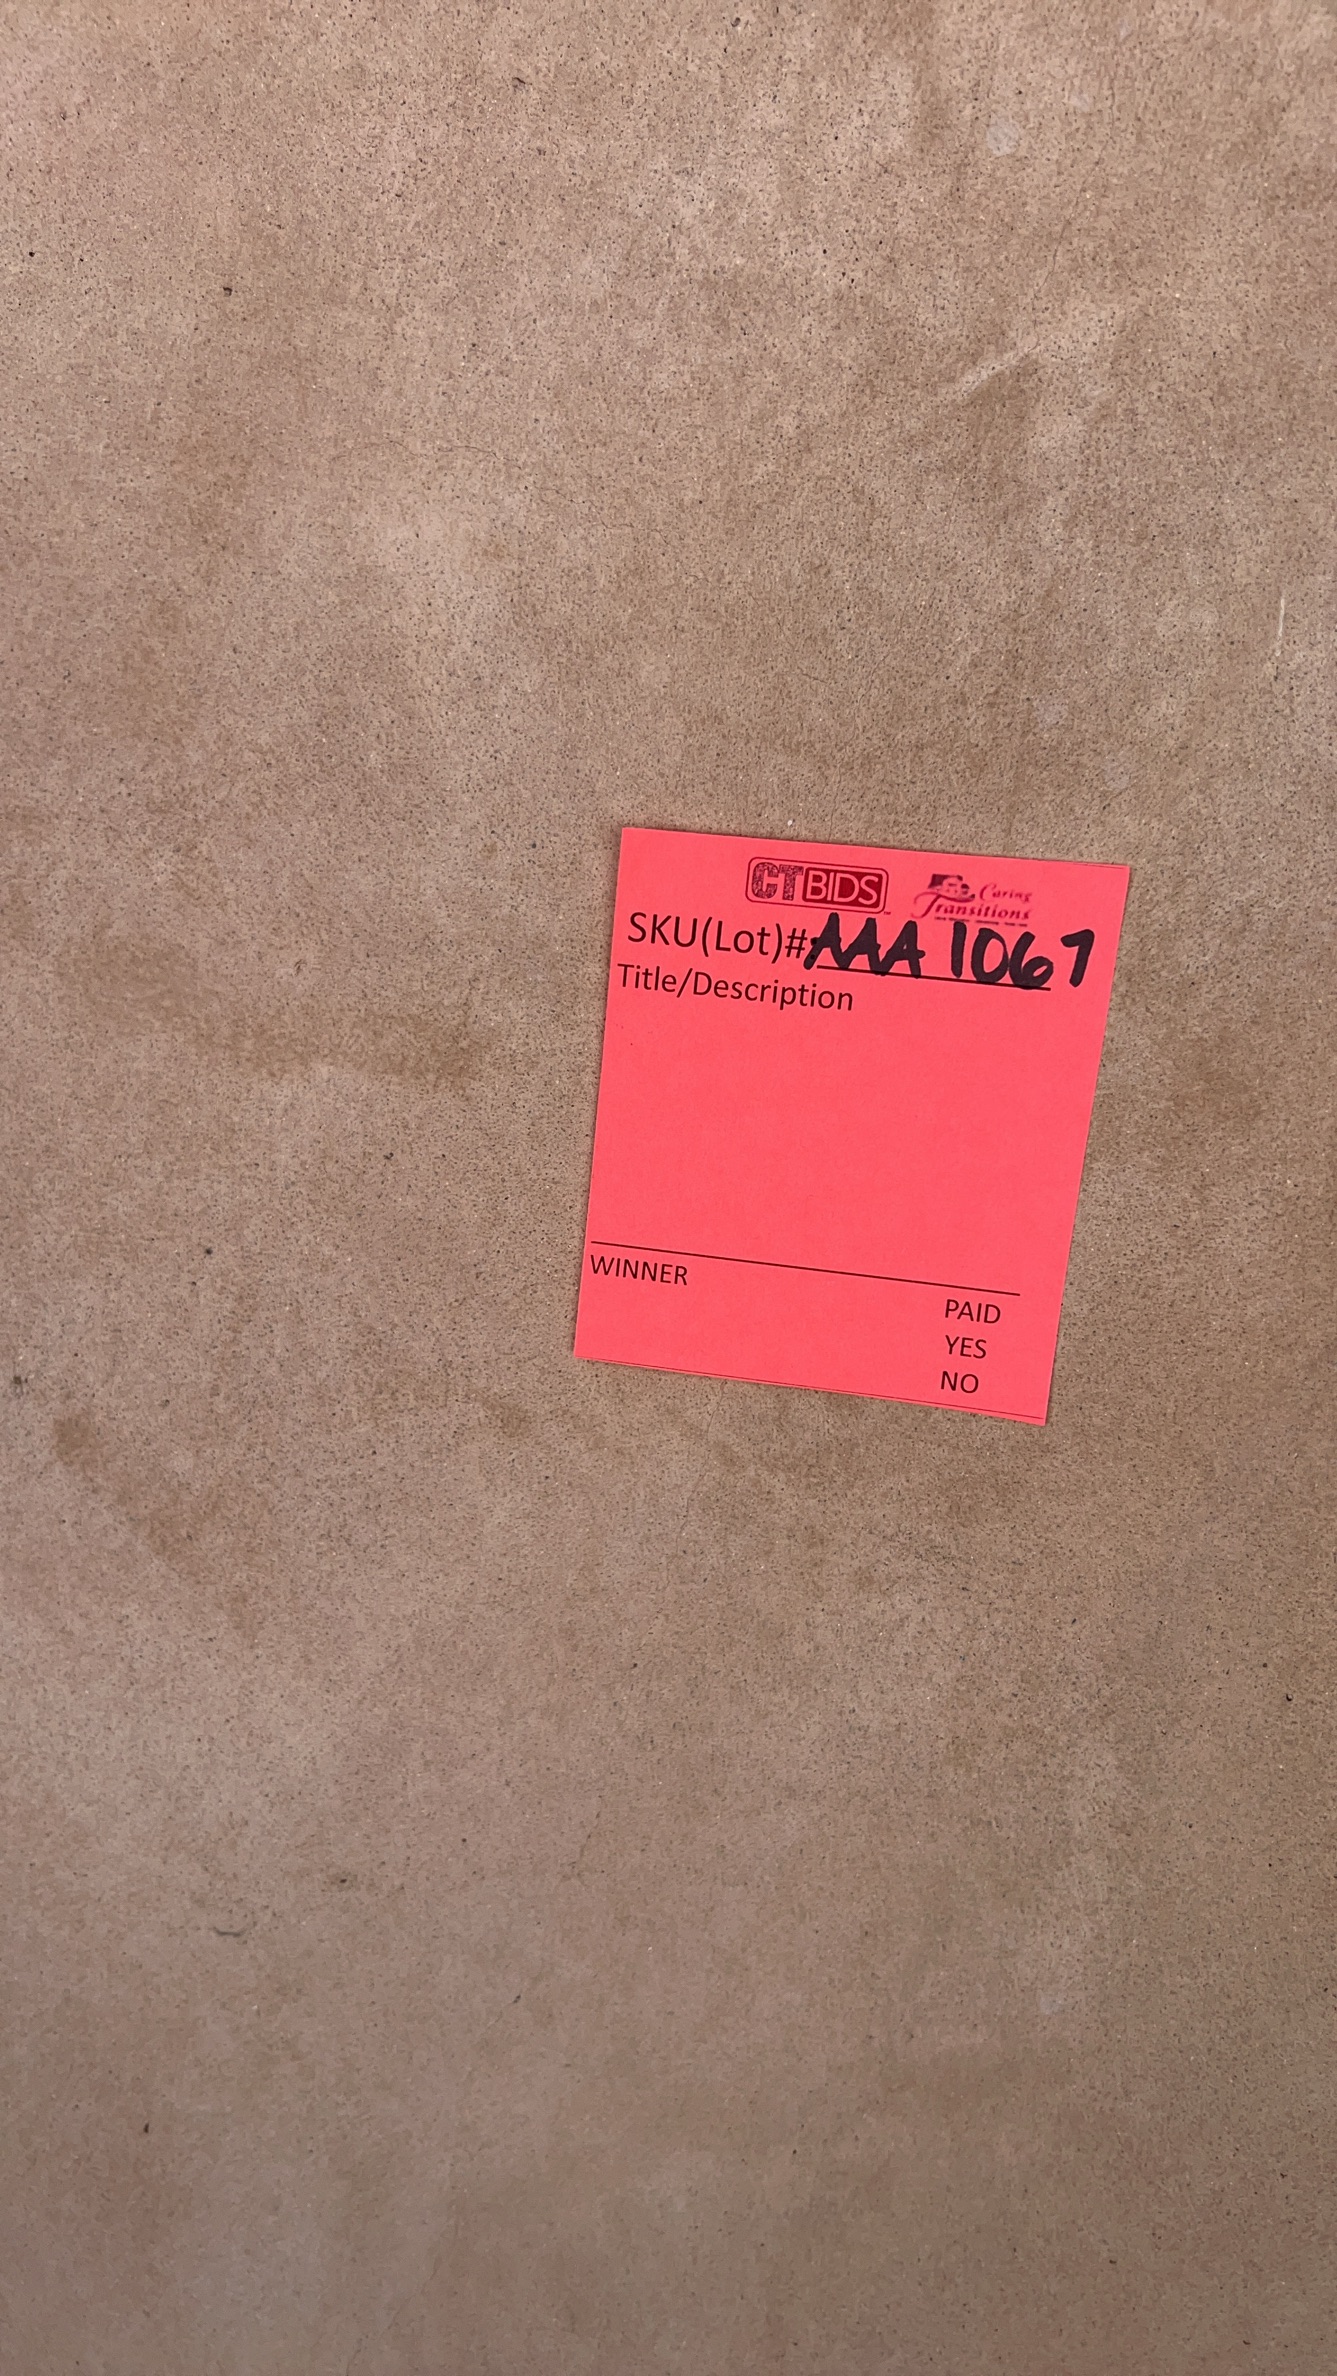 CTBIDS
Caring
Transitions
SKU(Lot)#: AAA 1067
Title/Description
WINNER
PAID
YES
NO